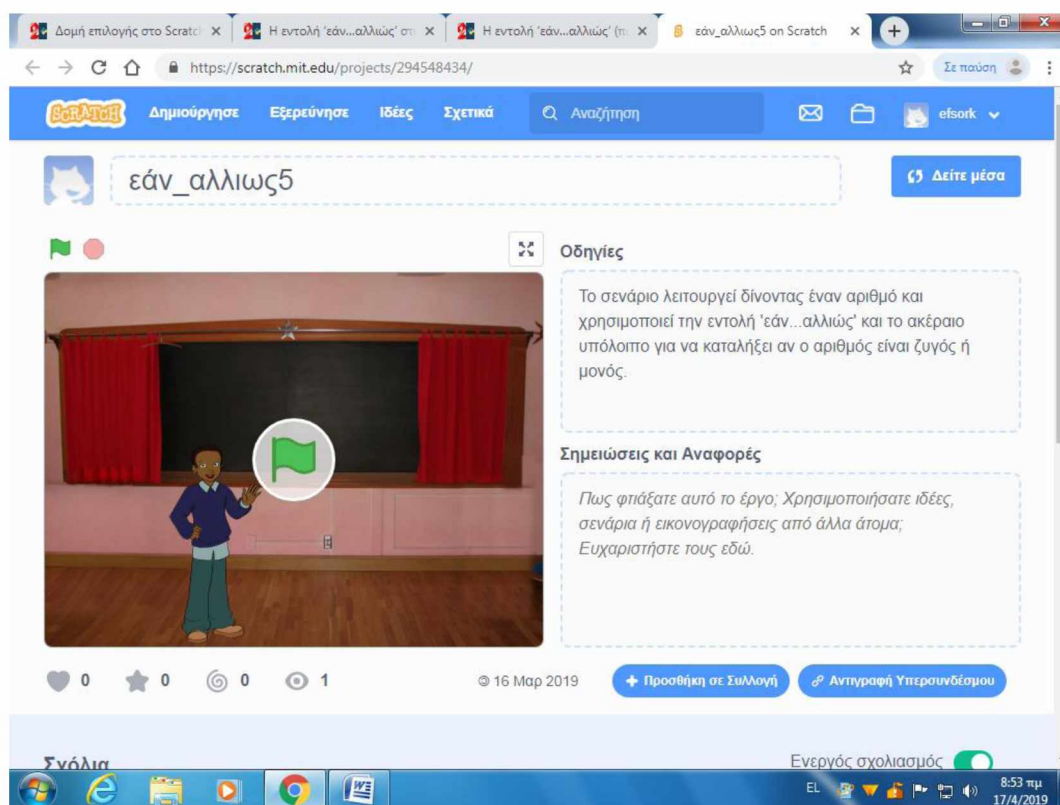 Δομή επιλογής στο Scratc
Η εντολή 'εάν...αλλιώς' στ
Η εντολή 'εάν...αλλιώς' (π
εάν_αλλιως5 on Scratch
https://scratch.mit.edu/projects/294548434/
Σε παύση
SCRATCH
Δημιούργησε
Εξερεύνησε
Ιδέες
Σχετικά
Αναζήτηση
efsork
εάν_αλλιως5
Δείτε μέσα
Οδηγίες
Το σενάριο λειτουργεί δίνοντας έναν αριθμό και
χρησιμοποιεί την εντολή 'εάν...αλλιώς' και το ακέραιο
υπόλοιπο για να καταλήξει αν ο αριθμός είναι ζυγός ή
μονός.
Σημειώσεις και Αναφορές
Πως φτιάξατε αυτό το έργο; Χρησιμοποιήσατε ιδέες,
σενάρια ή εικονογραφήσεις από άλλα άτομα;
Ευχαριστήστε τους εδώ.
0
0
0
1
© 16 Μαρ 2019
Προσθήκη σε Συλλογή
Αντιγραφή Υπερσυνδέσμου
Σχόλια
Ενεργός σχολιασμός
EL
8:53 πμ
17/4/2019